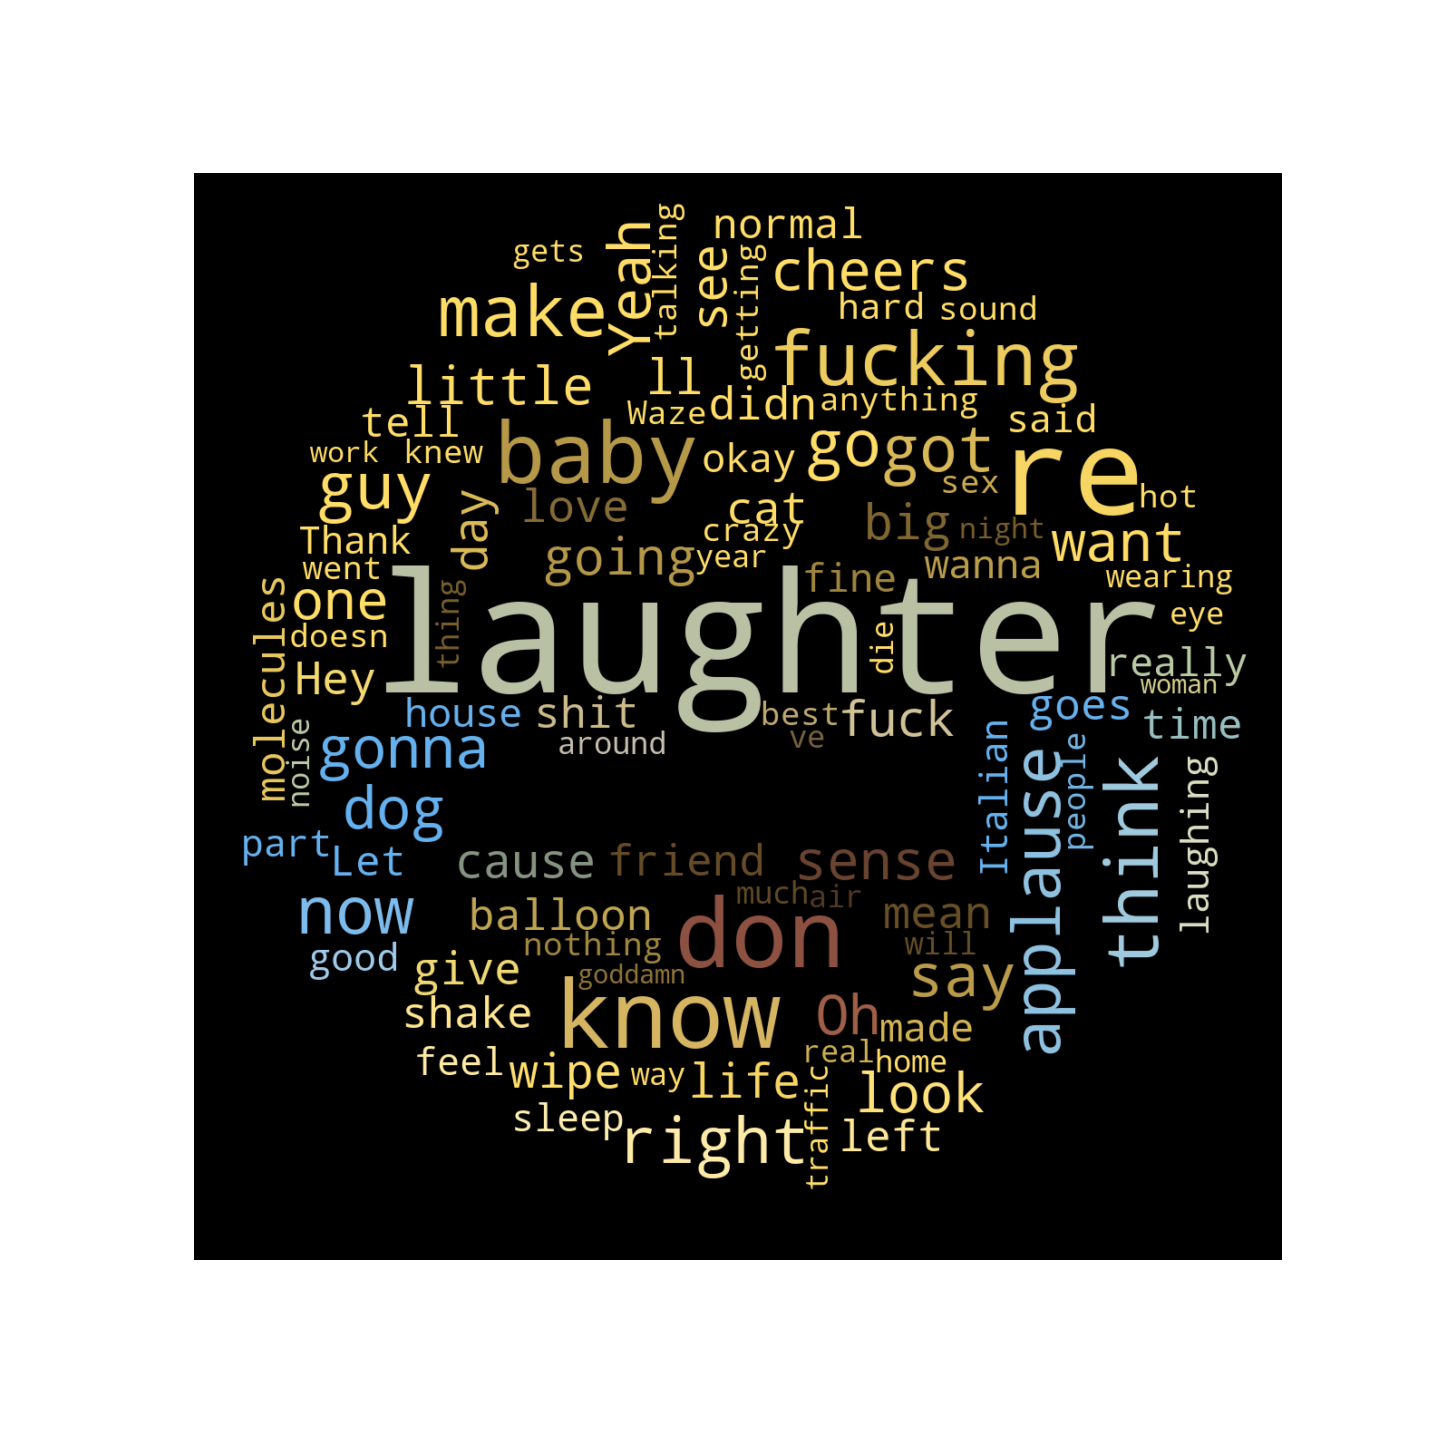 normal
talking
Yeah
gets
see
getting
cheers
make
hard
sound
fucking
little
ll
Waze
didn
anything
tell
said
baby
go
got
work
knew
okay
re
guy
sex
hot
love
cat
day
crazy
big
night
want
Thank
going
year
wanna
went
fine
wearing
molecules
one
thing
laughter
eye
doesn
die
Hey
really
woman
house
shit
best
fuck
goes
time
noise
gonna
around
ve
Italian
applause
people
think
laughing
dog
part
Let
cause
friend
sense
much
air
now
balloon
don
mean
nothing
will
good
give
goddamn
say
shake
know
Oh
made
feel
wipe
way
life
real
home
traffic
look
sleep
right
left